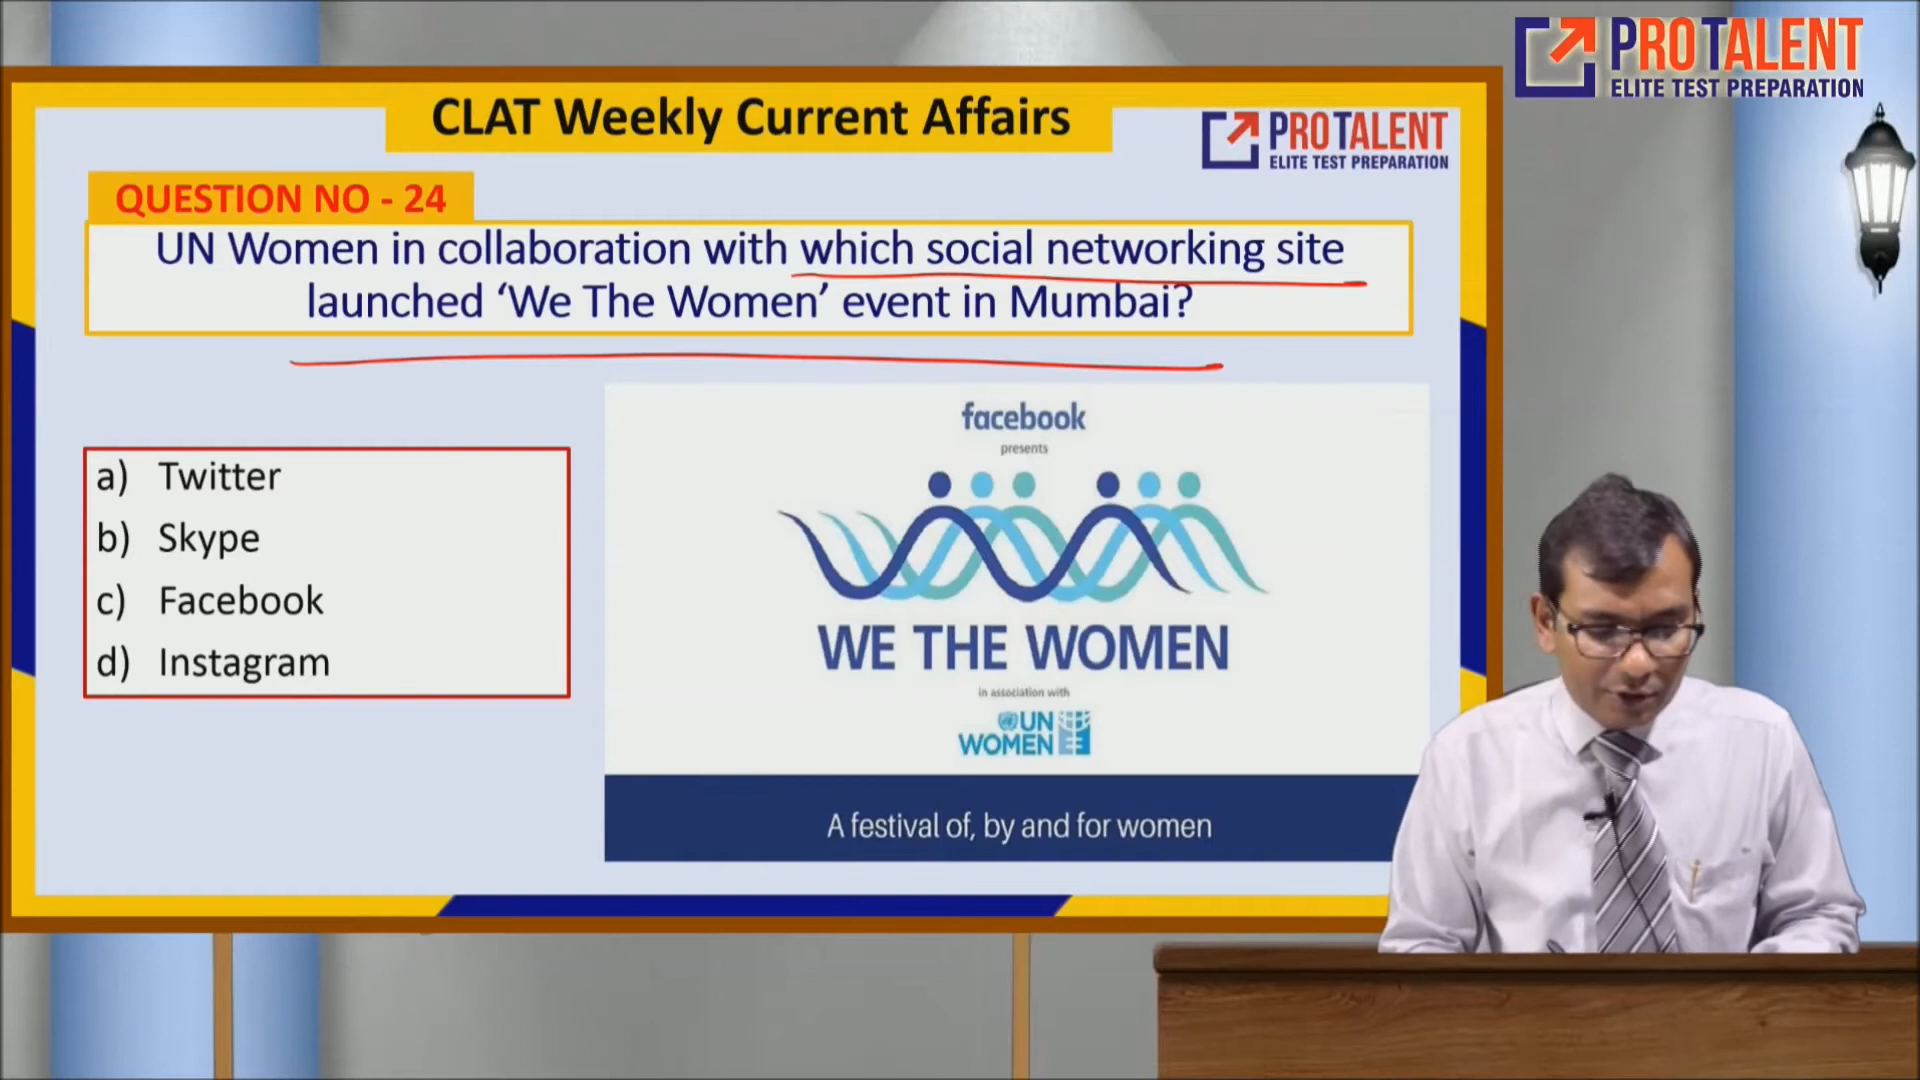 PROTALENT
ELITE TEST PREPARATION
CLAT Weekly Current Affairs
PROTALENT
ELITE TEST PREPARATION
QUESTION NO - 24
UN Women in collaboration with which social networking site
launched ‘We The Women’ event in Mumbai?
a) Twitter
b) Skype
c) Facebook
d) Instagram
facebook
presents
WE THE WOMEN
in association with
UN
WOMEN
A festival of, by and for women